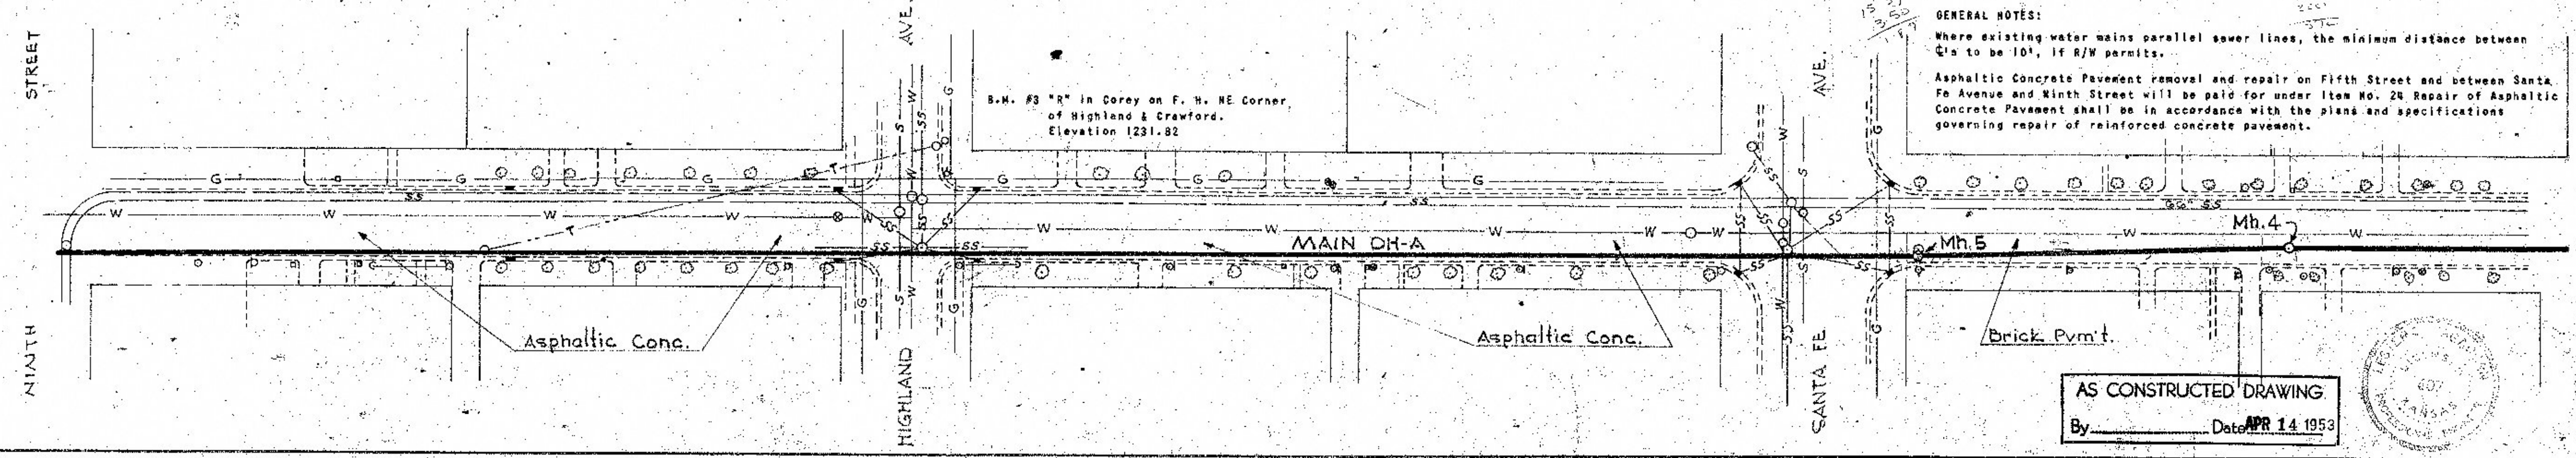 STREET
NINTH
AVE.
HIGHLAND
B.M. #3 "R" in Corey on F. H. NE Corner
of Highland & Crawford.
Elevation 1231.82
AVE.
SANTA FE
GENERAL NOTES:
Where existing water mains parallel sewer lines, the minimum distance between
℄'s to be 10', if R/W permits.
Asphaltic Concrete Pavement removal and repair on Fifth Street and between Santa
Fe Avenue and Ninth Street will be paid for under Item No. 24 Repair of Asphaltic
Concrete Pavement shall be in accordance with the plans and specifications
governing repair of reinforced concrete pavement.
MAIN DH-A
Mh.5
Mh.4
Asphaltic Conc.
Asphaltic Conc.
Brick Pvm't.
AS CONSTRUCTED DRAWING
By Date APR 14 1953
407
KANSAS